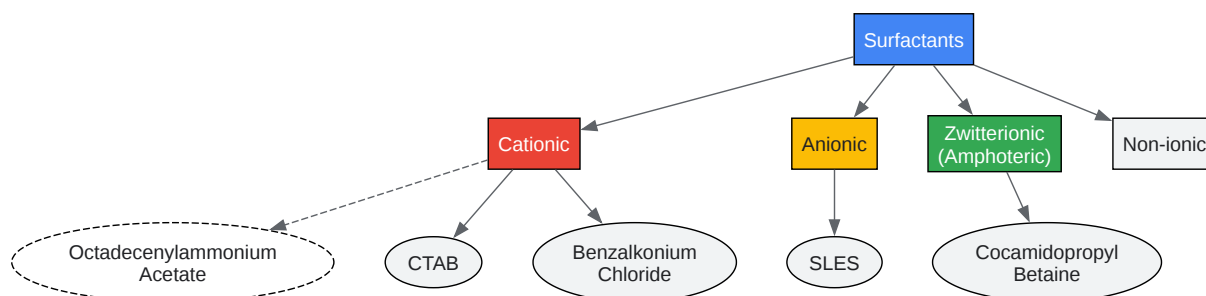 Surfactants
Cationic
Anionic
Zwitterionic
(Amphoteric)
Non-ionic
Octadecenylammonium
Acetate
CTAB
Benzalkonium
Chloride
SLES
Cocamidopropyl
Betaine